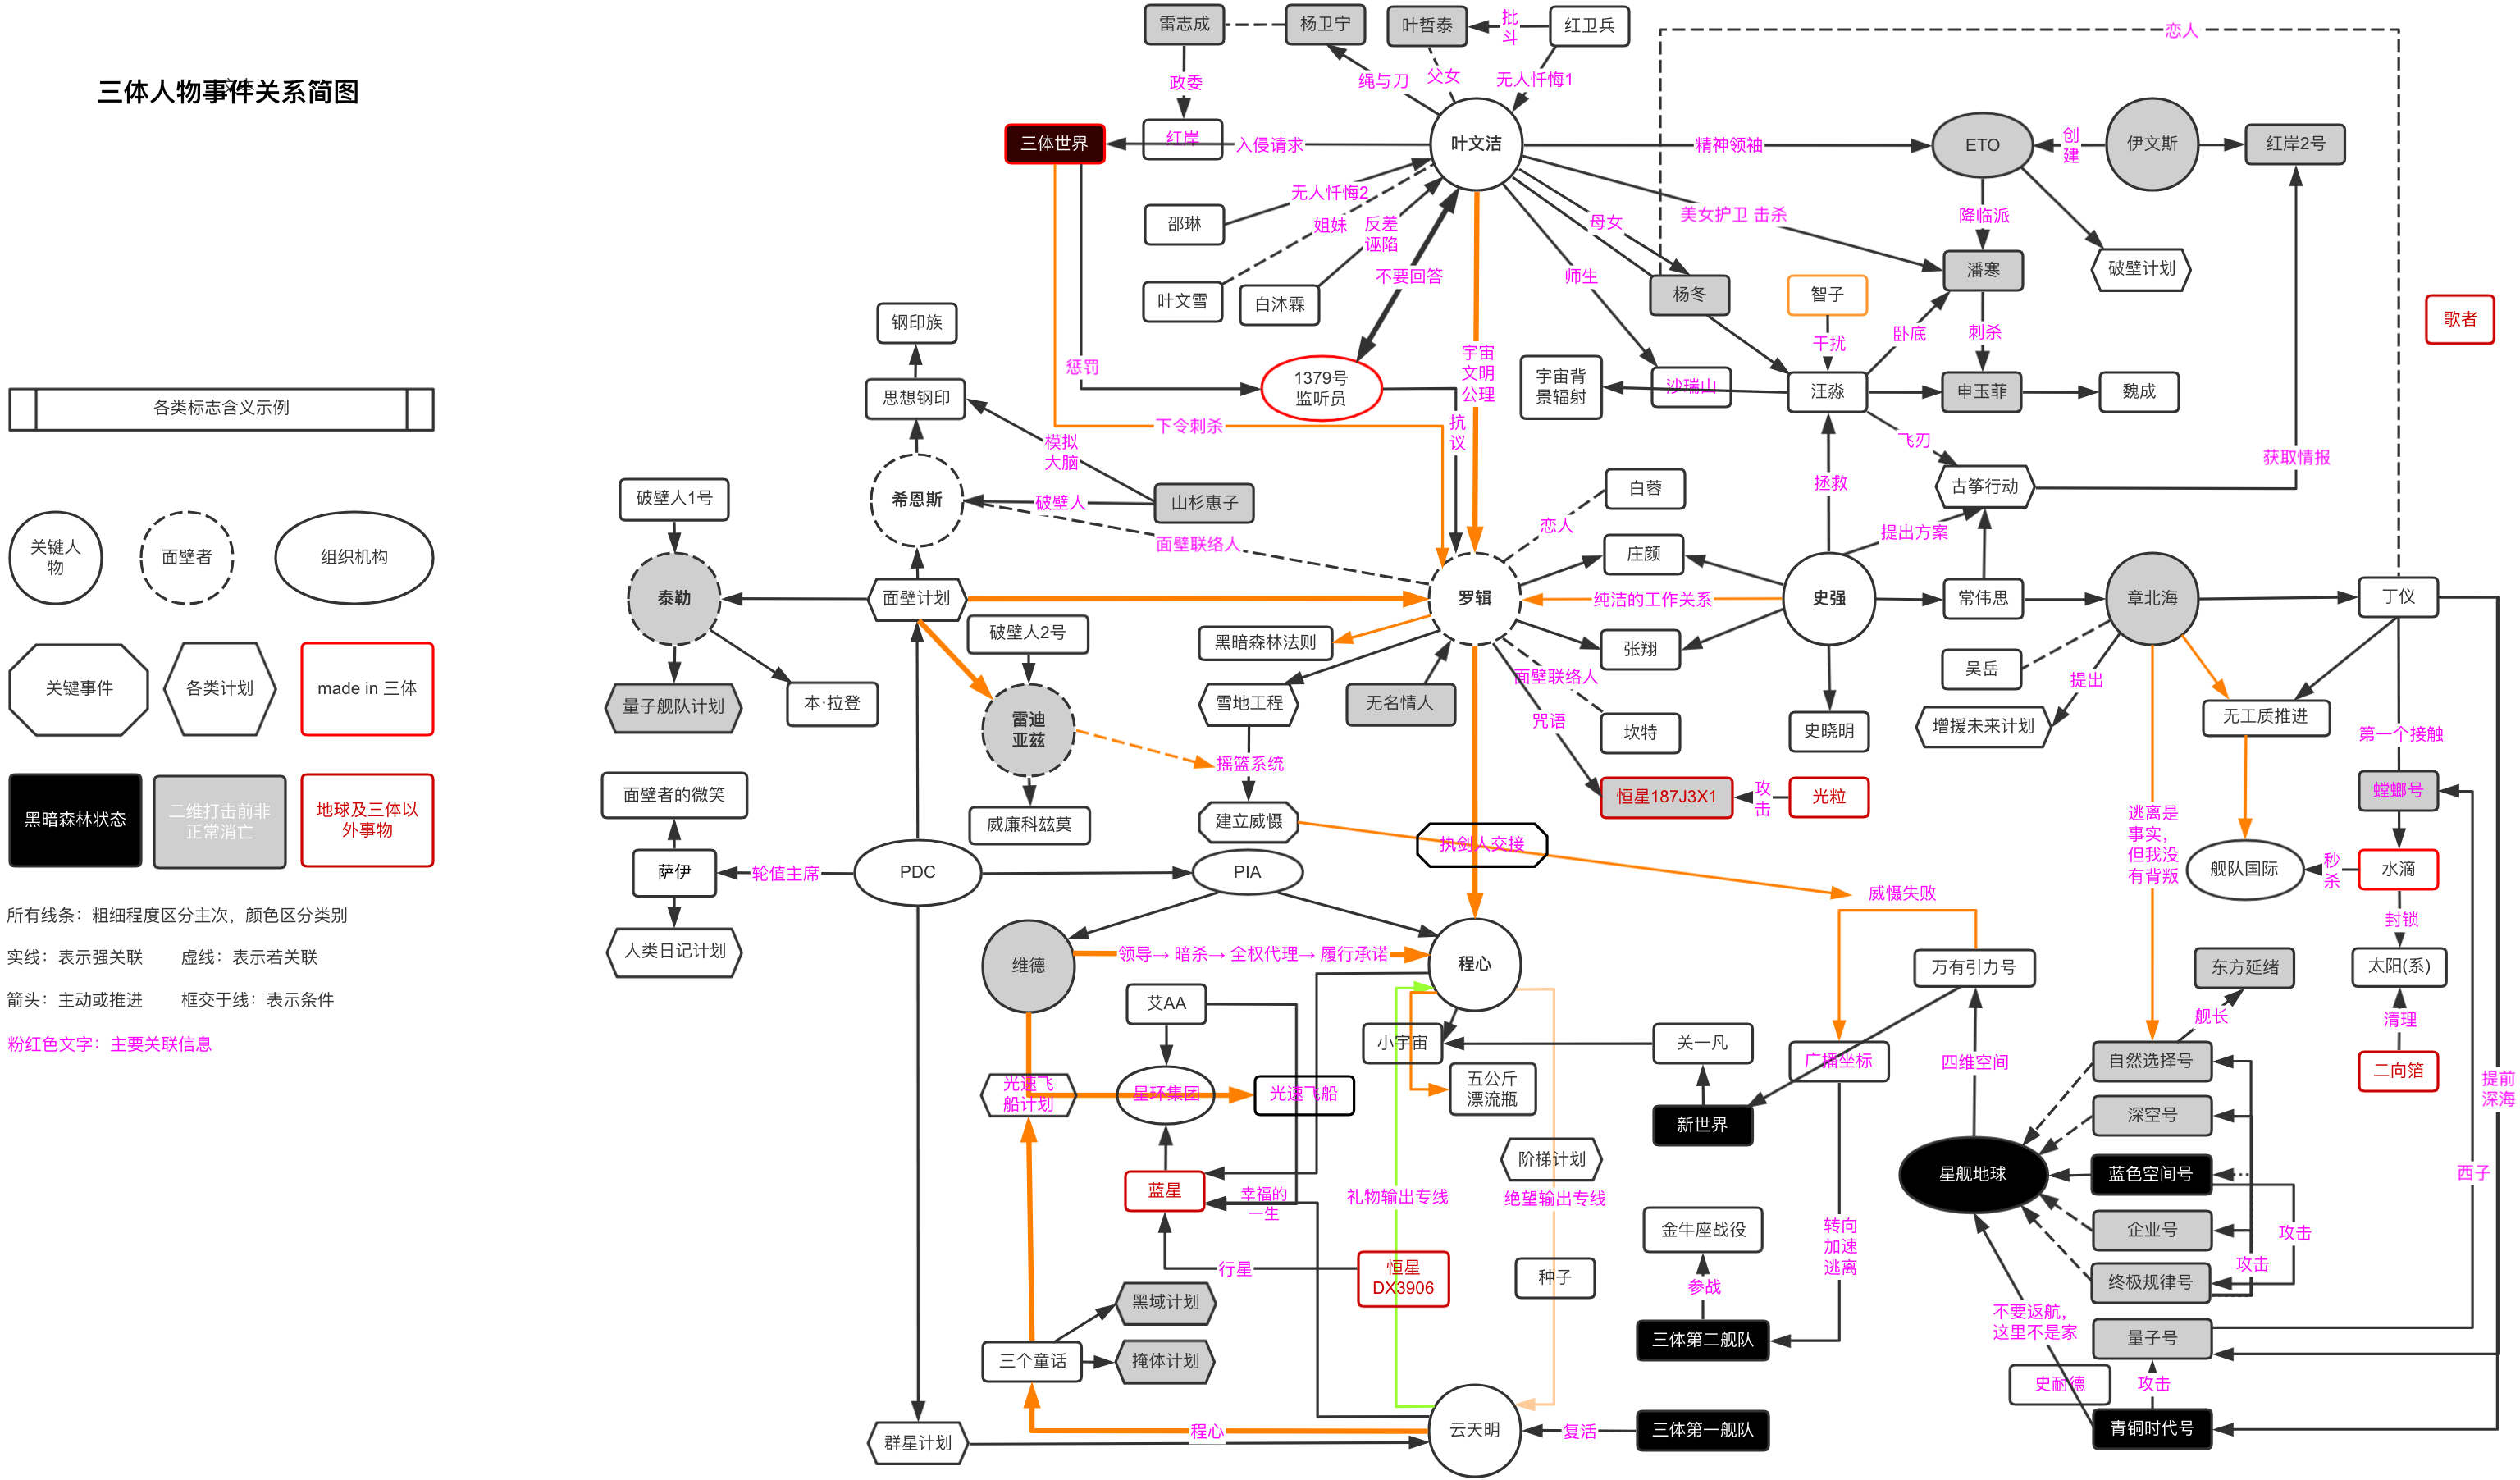 三体人物事件关系简图
各类标志含义示例
关键人
物
面壁者
组织机构
关键事件
各类计划
made in 三体
黑暗森林状态
二维打击前非
正常消亡
地球及三体以
外事物
所有线条：粗细程度区分主次，颜色区分类别
实线：表示强关联
虚线：表示若关联
箭头：主动或推进
框交于线：表示条件
粉红色文字：主要关联信息
雷志成
杨卫宁
叶哲泰
批
斗
红卫兵
恋人
政委
绳与刀
父女
无人忏悔1
三体世界
红岸
入侵请求
叶文洁
精神领袖
ETO
创
建
伊文斯
红岸2号
邵琳
无人忏悔2
姐妹
反差
诬陷
叶文雪
白沐霖
不要回答
师生
母女
美女护卫 击杀
降临派
潘寒
破壁计划
杨冬
智子
歌者
钢印族
思想钢印
惩罚
1379号
监听员
宇宙
文明
公理
宇宙背
景辐射
沙瑞山
干扰
汪淼
卧底
刺杀
申玉菲
魏成
下令刺杀
抗
议
飞刃
获取情报
模拟
大脑
破壁人1号
希恩斯
破壁人
山杉惠子
面壁联络人
白蓉
恋人
拯救
古筝行动
提出方案
庄颜
泰勒
面壁计划
罗辑
纯洁的工作关系
史强
常伟思
章北海
丁仪
破壁人2号
黑暗森林法则
张翔
吴岳
提出
量子舰队计划
本·拉登
雷迪
亚兹
雪地工程
无名情人
面壁联络人
咒语
坎特
史晓明
增援未来计划
无工质推进
第一个接触
摇篮系统
面壁者的微笑
威廉科兹莫
建立威慑
恒星187J3X1
攻
击
光粒
螳螂号
逃离是
事实，
但我没
有背叛
执剑人交接
萨伊
轮值主席
PDC
PIA
威慑失败
舰队国际
秒
杀
水滴
封锁
人类日记计划
维德
领导→ 暗杀→ 全权代理→ 履行承诺
程心
万有引力号
东方延绪
太阳(系)
艾AA
小宇宙
关一凡
广播坐标
四维空间
舰长
自然选择号
清理
二向箔
光速飞
船计划
星环集团
光速飞船
五公斤
漂流瓶
新世界
深空号
提前
深海
阶梯计划
星舰地球
蓝色空间号
西子
蓝星
幸福的
一生
礼物输出专线
绝望输出专线
金牛座战役
转向
加速
逃离
企业号
攻击
攻击
行星
恒星
DX3906
种子
参战
终极规律号
黑域计划
不要返航，
这里不是家
三个童话
掩体计划
三体第二舰队
量子号
史耐德
攻击
群星计划
程心
云天明
复活
三体第一舰队
青铜时代号